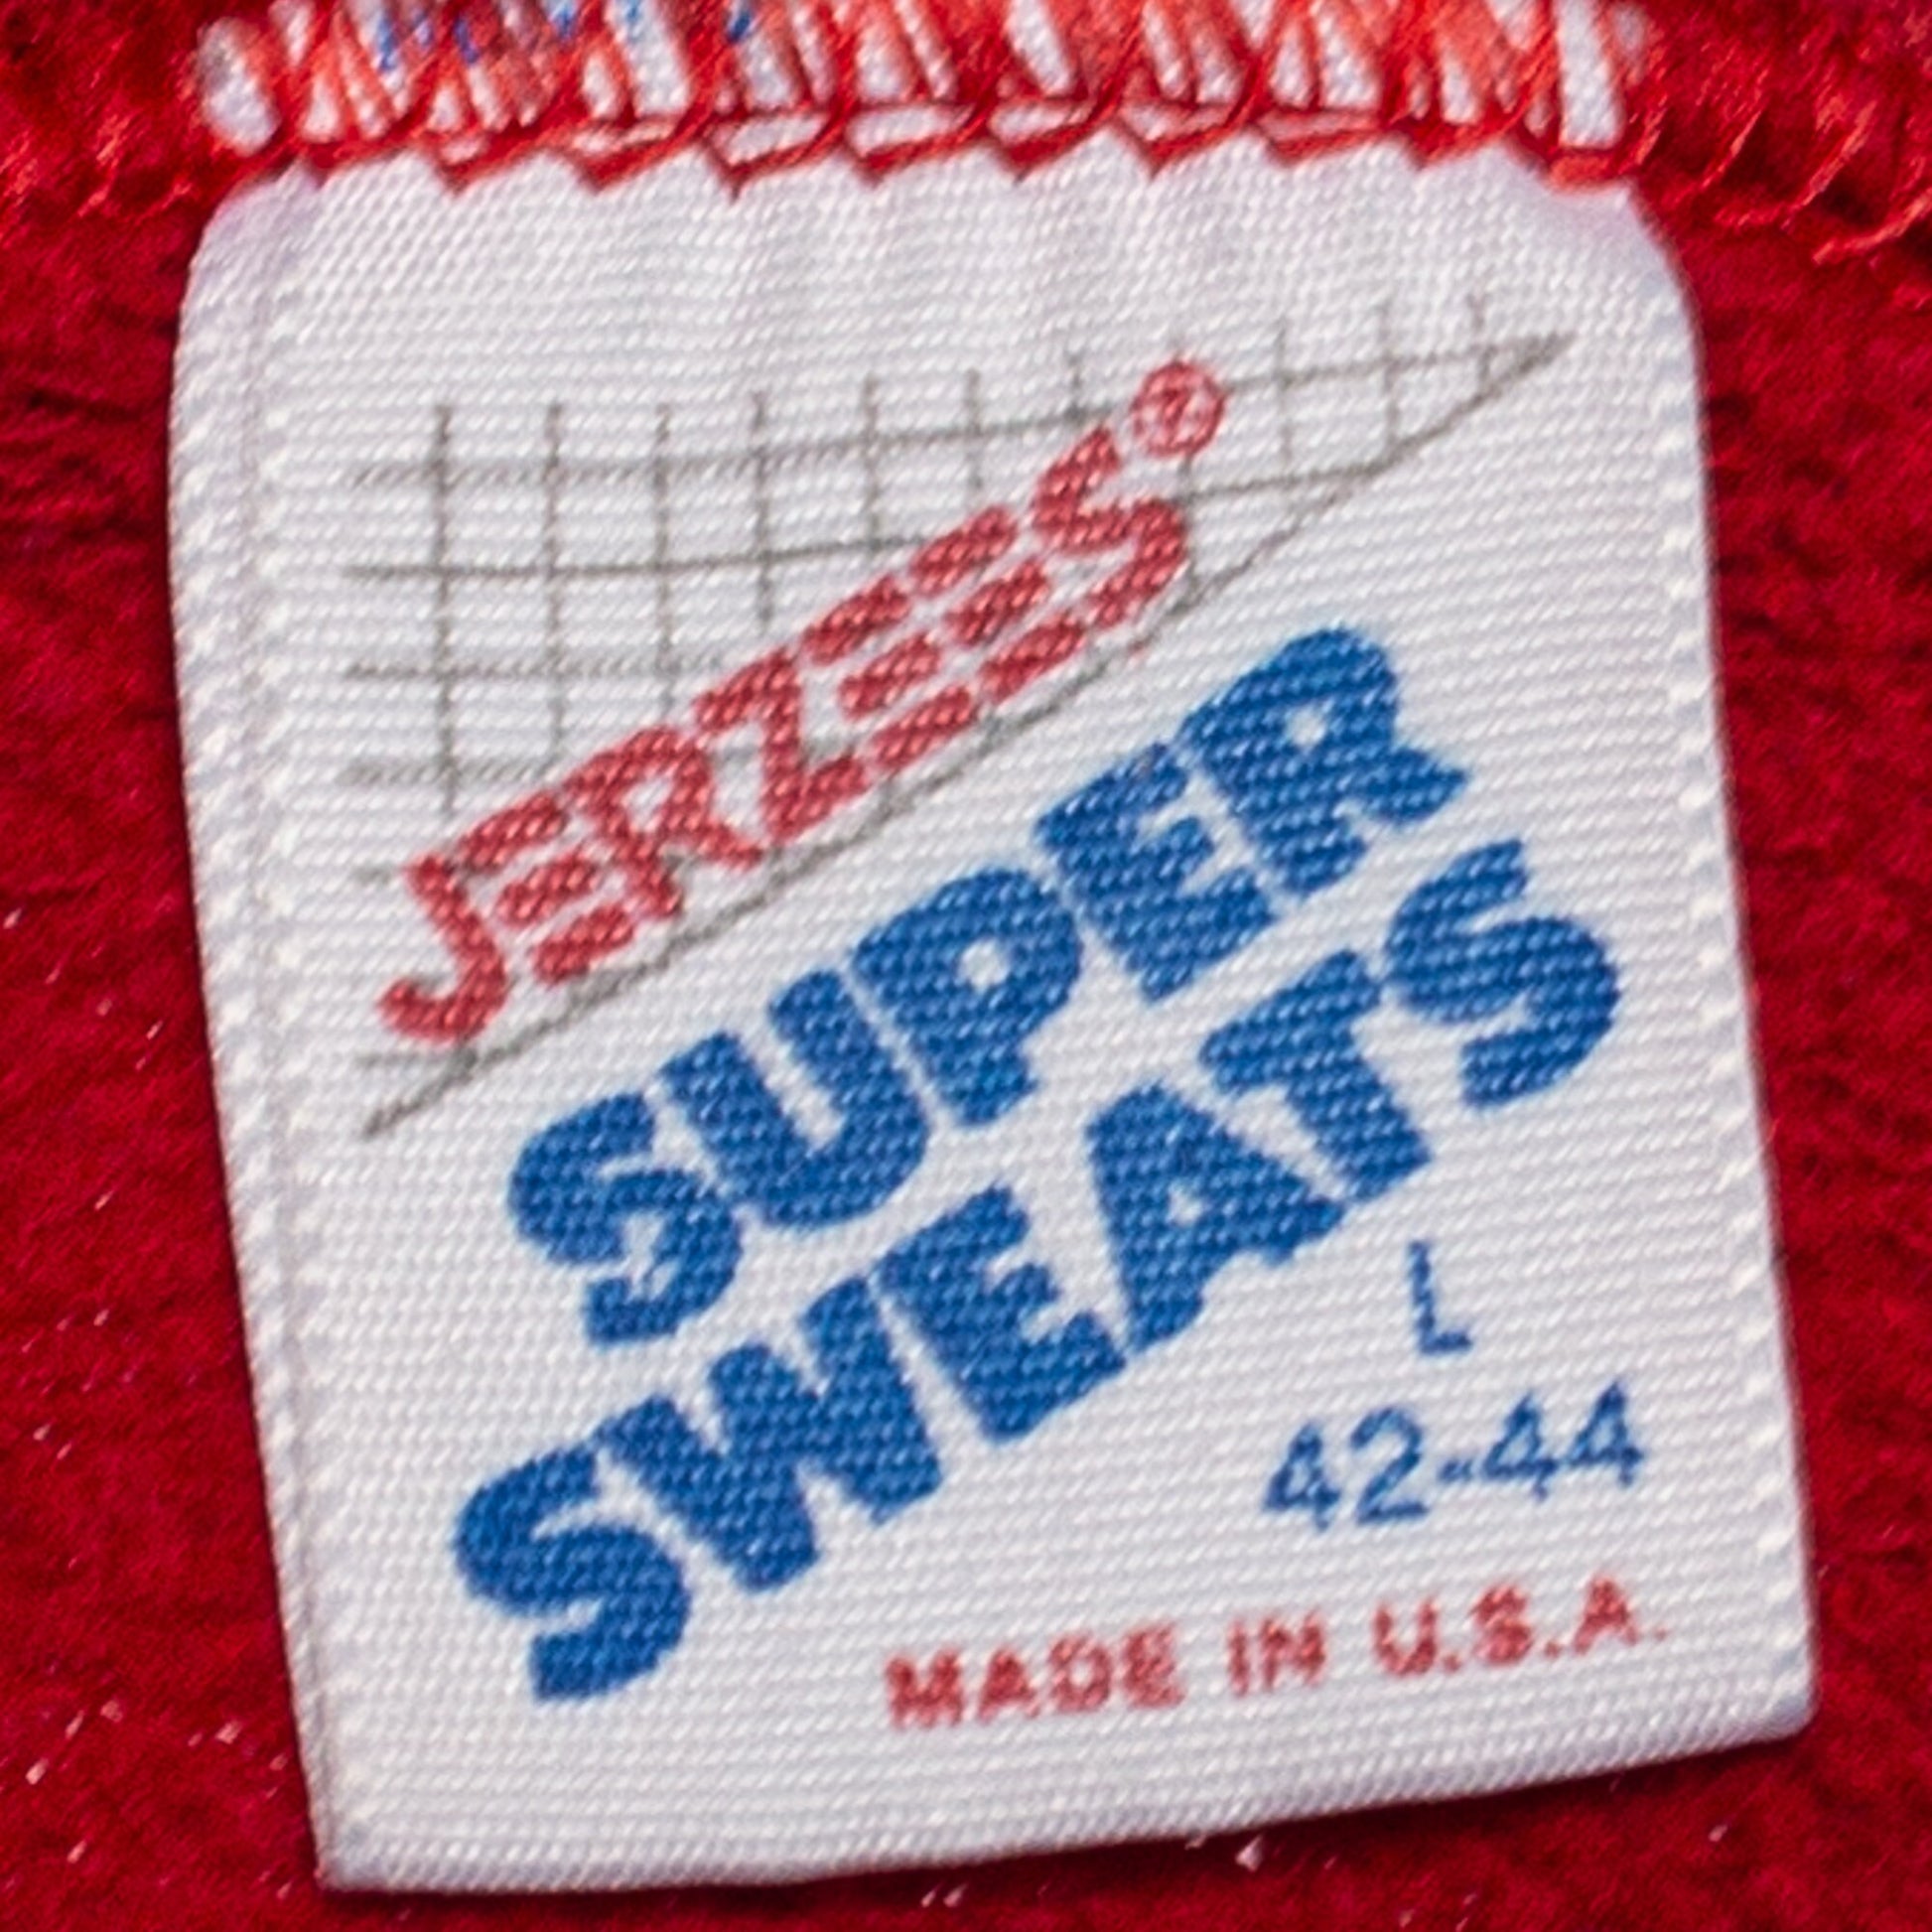 JERZEES®
SUPER
SWEATS
L
42-44
MADE IN U.S.A.